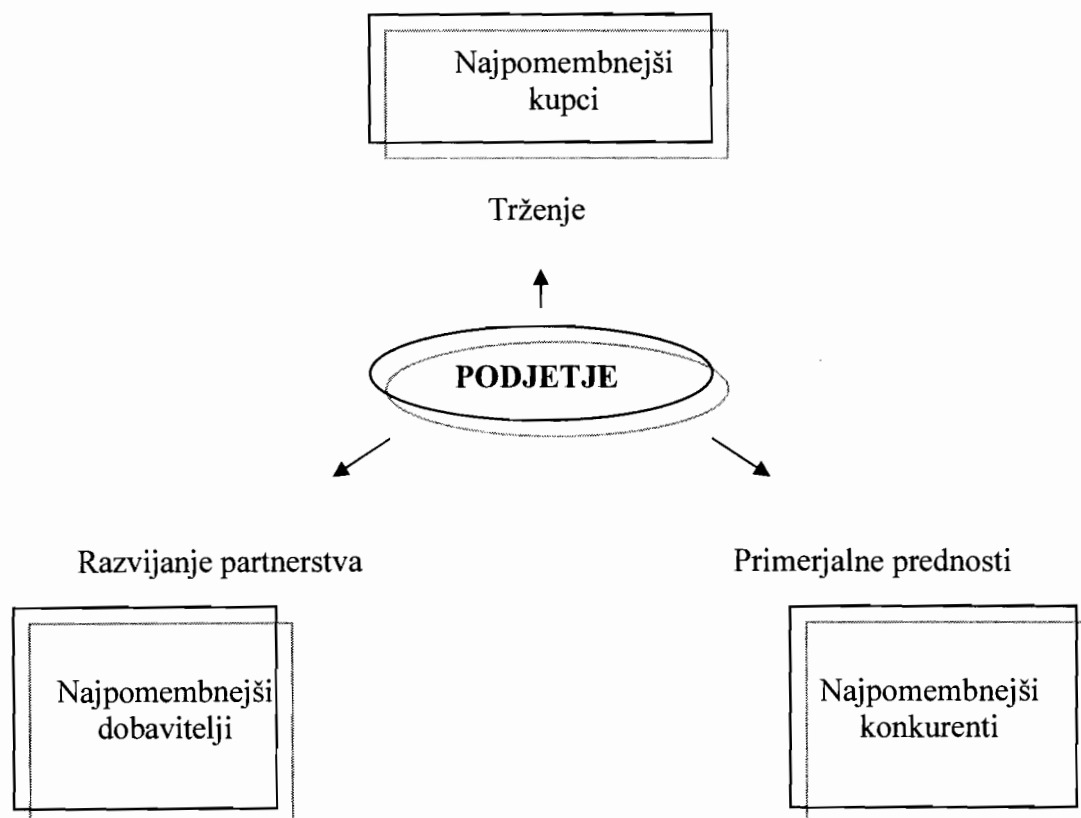 Najpomembnejši
kupci
Trženje
PODJETJE
Razvijanje partnerstva
Primerjalne prednosti
Najpomembnejši
dobavitelji
Najpomembnejši
konkurenti